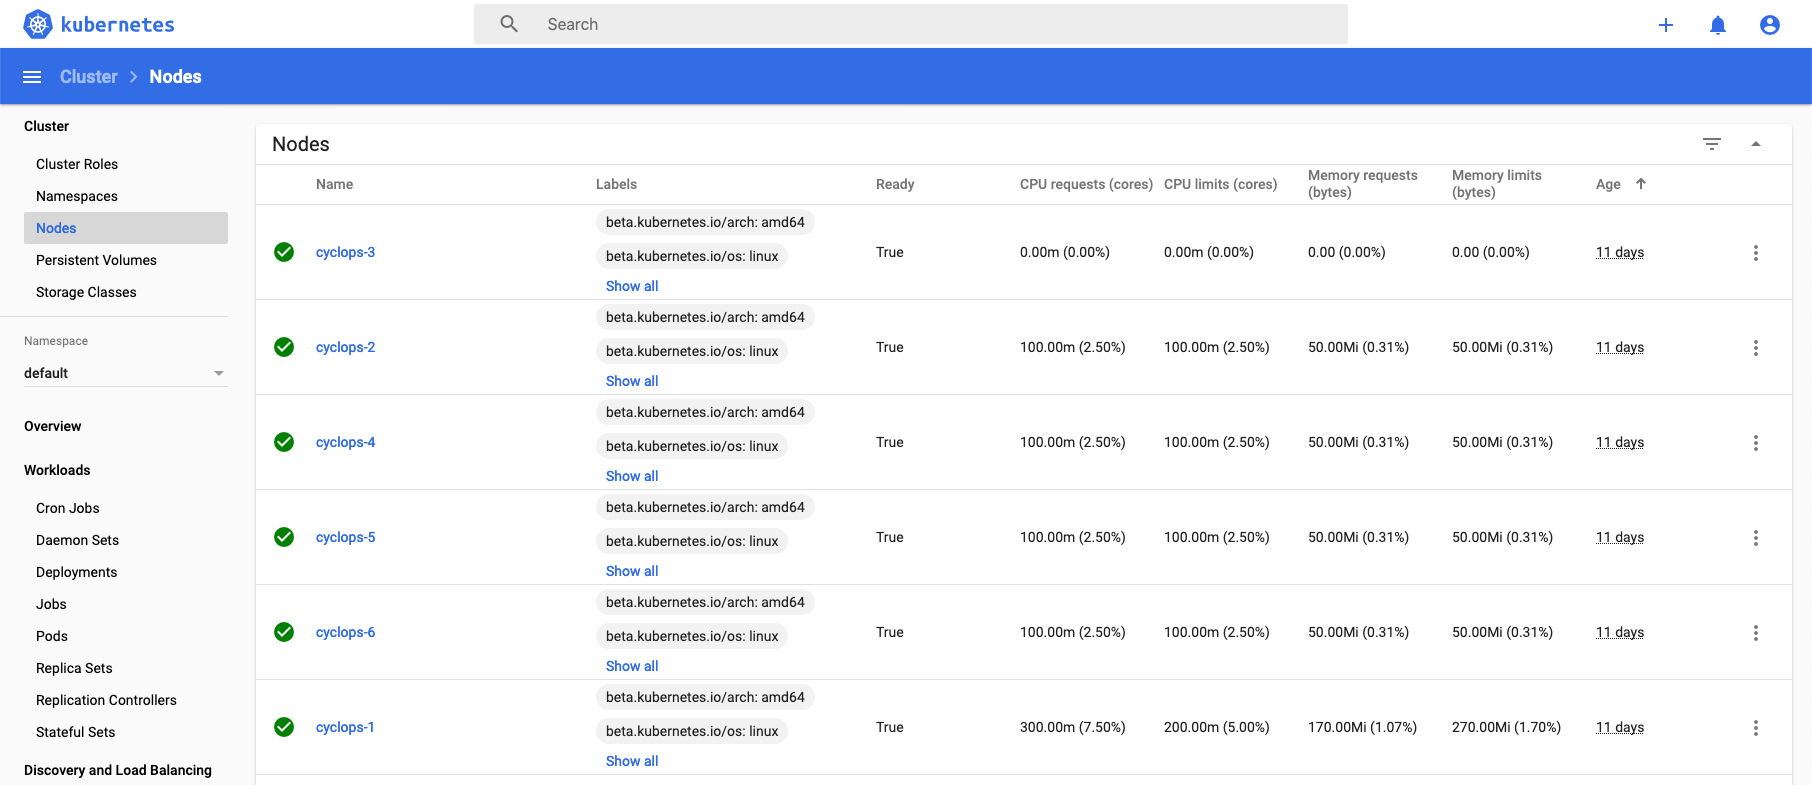 kubernetes
Search
Cluster > Nodes
Cluster
Cluster Roles
Namespaces
Nodes
Persistent Volumes
Storage Classes
Namespace
default
Overview
Workloads
Cron Jobs
Daemon Sets
Deployments
Jobs
Pods
Replica Sets
Replication Controllers
Stateful Sets
Discovery and Load Balancing
Nodes
Name Labels Ready CPU requests (cores) CPU limits (cores) Memory requests (bytes) Memory limits (bytes) Age
beta.kubernetes.io/arch: amd64
cyclops-3 beta.kubernetes.io/os: linux True 0.00m (0.00%) 0.00m (0.00%) 0.00 (0.00%) 0.00 (0.00%) 11 days
Show all
beta.kubernetes.io/arch: amd64
cyclops-2 beta.kubernetes.io/os: linux True 100.00m (2.50%) 100.00m (2.50%) 50.00Mi (0.31%) 50.00Mi (0.31%) 11 days
Show all
beta.kubernetes.io/arch: amd64
cyclops-4 beta.kubernetes.io/os: linux True 100.00m (2.50%) 100.00m (2.50%) 50.00Mi (0.31%) 50.00Mi (0.31%) 11 days
Show all
beta.kubernetes.io/arch: amd64
cyclops-5 beta.kubernetes.io/os: linux True 100.00m (2.50%) 100.00m (2.50%) 50.00Mi (0.31%) 50.00Mi (0.31%) 11 days
Show all
beta.kubernetes.io/arch: amd64
cyclops-6 beta.kubernetes.io/os: linux True 100.00m (2.50%) 100.00m (2.50%) 50.00Mi (0.31%) 50.00Mi (0.31%) 11 days
Show all
beta.kubernetes.io/arch: amd64
cyclops-1 beta.kubernetes.io/os: linux True 300.00m (7.50%) 200.00m (5.00%) 170.00Mi (1.07%) 270.00Mi (1.70%) 11 days
Show all